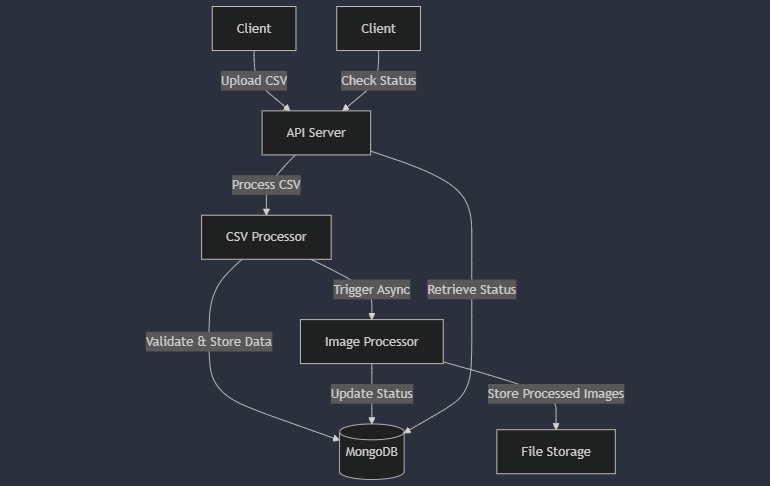 Client
Client
Upload CSV
Check Status
API Server
Process CSV
CSV Processor
Trigger Async
Retrieve Status
Validate & Store Data
Image Processor
Update Status
Store Processed Images
MongoDB
File Storage